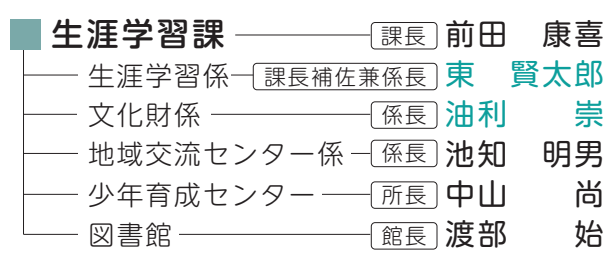 生涯学習課 課長 前田 康喜
生涯学習係 課長補佐兼係長 東 賢太郎
文化財係 係長 油利 崇
地域交流センター係 係長 池知 明男
少年育成センター 所長 中山 尚
図書館 館長 渡部 始